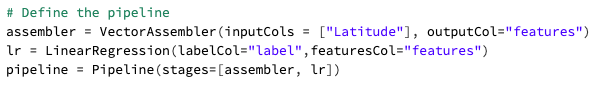 # Define the pipeline
assembler = VectorAssembler(inputCols = ["Latitude"], outputCol="features")
lr = LinearRegression(labelCol="label",featuresCol="features")
pipeline = Pipeline(stages=[assembler, lr])